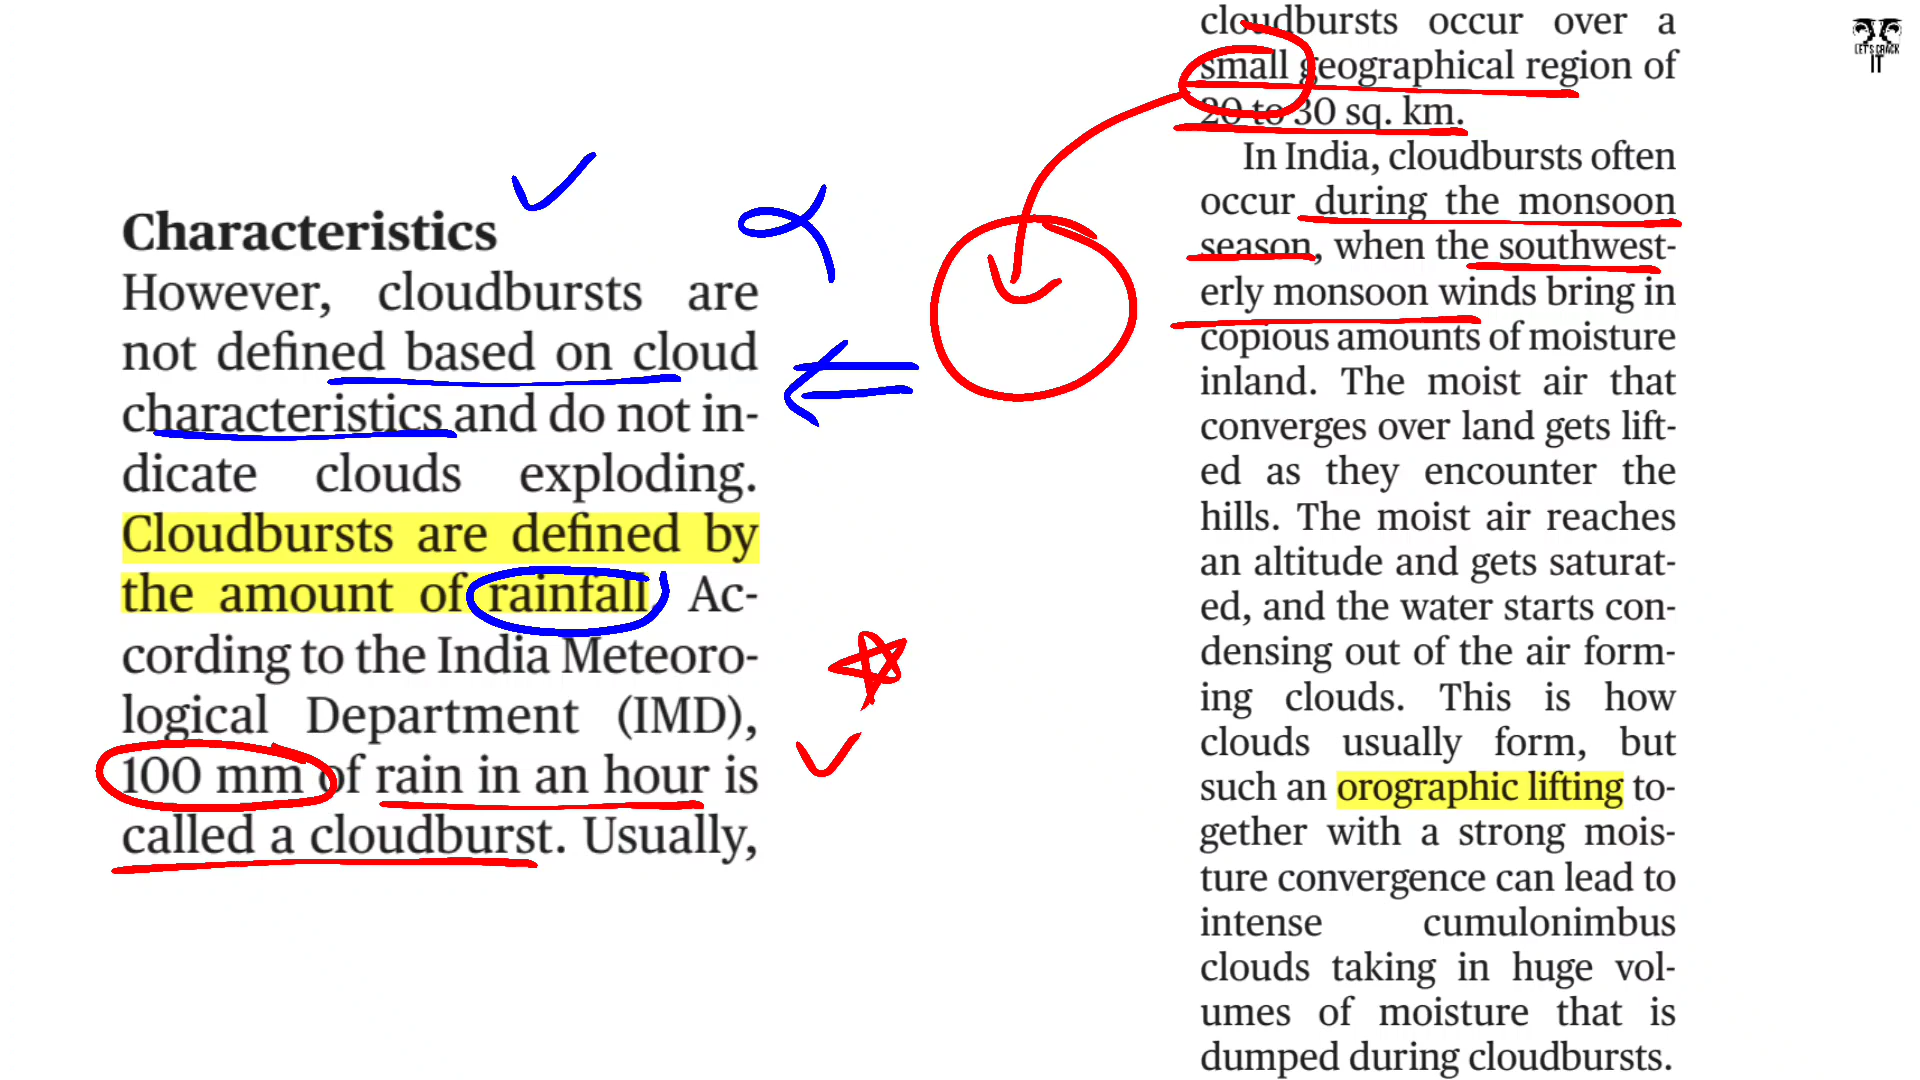 Characteristics
However, cloudbursts are
not defined based on cloud
characteristics and do not in-
dicate clouds exploding.
Cloudbursts are defined by
the amount of rainfall. Ac-
cording to the India Meteoro-
logical Department (IMD),
100 mm of rain in an hour is
called a cloudburst. Usually,
cloudbursts occur over a
small geographical region of
20 to 30 sq. km.
In India, cloudbursts often
occur during the monsoon
season, when the southwest-
erly monsoon winds bring in
copious amounts of moisture
inland. The moist air that
converges over land gets lift-
ed as they encounter the
hills. The moist air reaches
an altitude and gets saturat-
ed, and the water starts con-
densing out of the air form-
ing clouds. This is how
clouds usually form, but
such an orographic lifting to-
gether with a strong mois-
ture convergence can lead to
intense cumulonimbus
clouds taking in huge vol-
umes of moisture that is
dumped during cloudbursts.
LET'S CRACK
IT